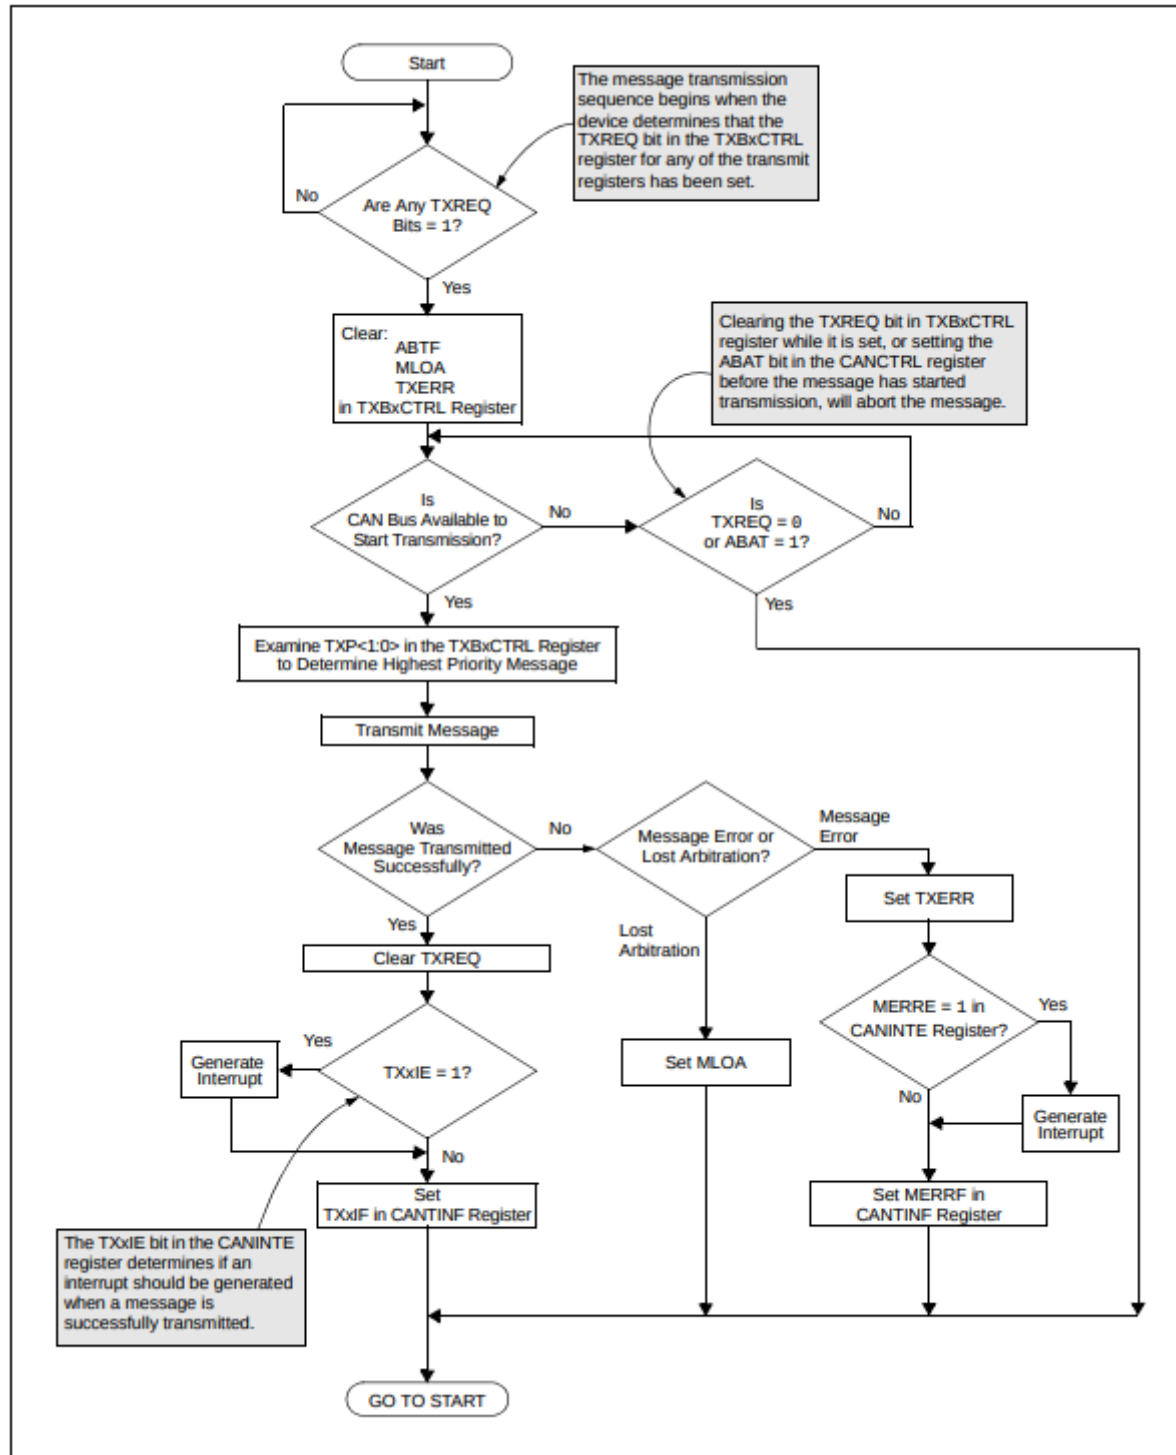 Start
The message transmission
sequence begins when the
device determines that the
TXREQ bit in the TXBxCTRL
register for any of the transmit
registers has been set.
No
Are Any TXREQ
Bits = 1?
Yes
Clear:
ABTF
MLOA
TXERR
in TXBxCTRL Register
Clearing the TXREQ bit in TXBxCTRL
register while it is set, or setting the
ABAT bit in the CANCTRL register
before the message has started
transmission, will abort the message.
Is
CAN Bus Available to
Start Transmission?
No
Is
TXREQ = 0
or ABAT = 1?
No
Yes
Yes
Examine TXP<1:0> in the TXBxCTRL Register
to Determine Highest Priority Message
Transmit Message
Was
Message Transmitted
Successfully?
No
Message Error or
Lost Arbitration?
Message
Error
Set TXERR
Yes
Lost
Arbitration
Clear TXREQ
MERRE = 1 in
CANINTE Register?
Yes
Yes
Generate
Interrupt
TXxIE = 1?
Set MLOA
No
Generate
Interrupt
No
Set
TXxIF in CANTINF Register
Set MERRF in
CANTINF Register
The TXxIE bit in the CANINTE
register determines if an
interrupt should be generated
when a message is
successfully transmitted.
GO TO START